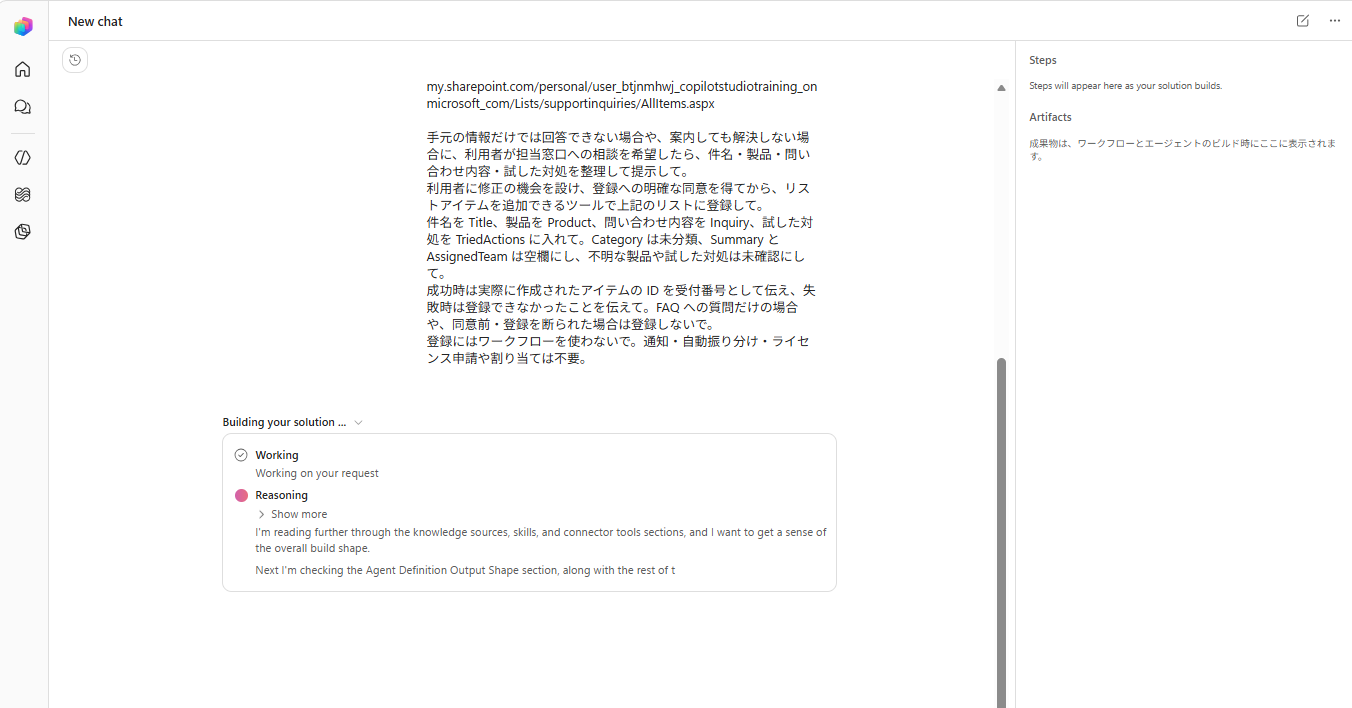 New chat
my.sharepoint.com/personal/user_btjnmhwj_copilotstudiotraining_on
microsoft_com/Lists/supportinquiries/AllItems.aspx
手元の情報だけでは回答できない場合や、案内しても解決しない場
合に、利用者が担当窓口への相談を希望したら、件名・製品・問い
合わせ内容・試した対処を整理して提示して。
利用者に修正の機会を設け、登録への明確な同意を得てから、リス
トアイテムを追加できるツールで上記のリストに登録して。
件名を Title、製品を Product、問い合わせ内容を Inquiry、試した対
処を TriedActions に入れて。Category は未分類、Summary と
AssignedTeam は空欄にし、不明な製品や試した対処は未確認にし
て。
成功時は実際に作成されたアイテムの ID を受付番号として伝え、失
敗時は登録できなかったことを伝えて。FAQ への質問だけの場合
や、同意前・登録を断られた場合は登録しないで。
登録にはワークフローを使わないで。通知・自動振り分け・ライセ
ンス申請や割り当ては不要。
Building your solution ...
Working
Working on your request
Reasoning
Show more
I'm reading further through the knowledge sources, skills, and connector tools sections, and I want to get a sense of
the overall build shape.
Next I'm checking the Agent Definition Output Shape section, along with the rest of t
Steps
Steps will appear here as your solution builds.
Artifacts
成果物は、ワークフローとエージェントのビルド時にここに表示されま
す。